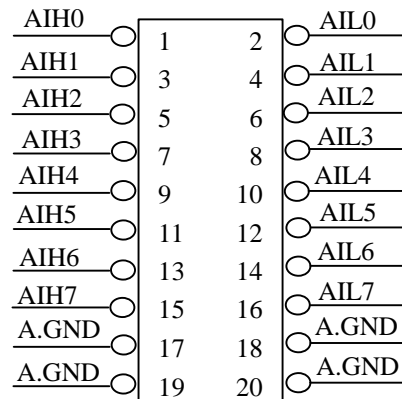 AIH0 1 2 AIL0
AIH1 3 4 AIL1
AIH2 5 6 AIL2
AIH3 7 8 AIL3
AIH4 9 10 AIL4
AIH5 11 12 AIL5
AIH6 13 14 AIL6
AIH7 15 16 AIL7
A.GND 17 18 A.GND
A.GND 19 20 A.GND